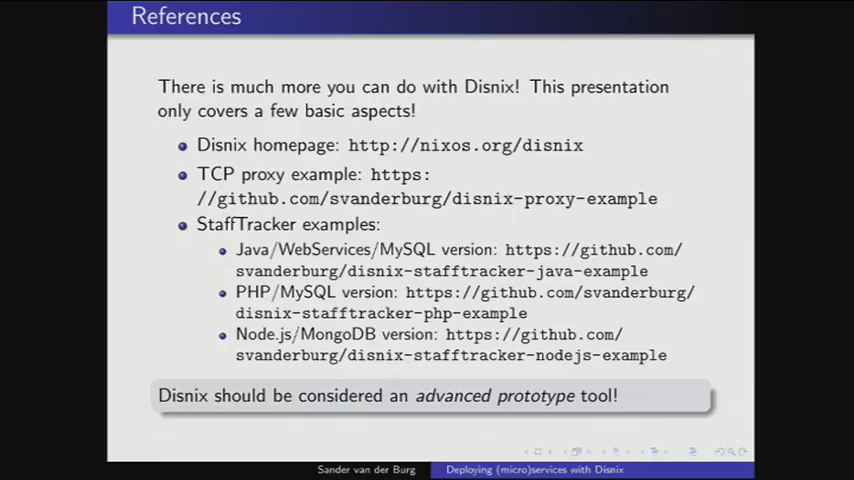 References
There is much more you can do with Disnix! This presentation
only covers a few basic aspects!
Disnix homepage: http://nixos.org/disnix
TCP proxy example: https:
//github.com/svanderburg/disnix-proxy-example
StaffTracker examples:
Java/WebServices/MySQL version: https://github.com/
svanderburg/disnix-stafftracker-java-example
PHP/MySQL version: https://github.com/svanderburg/
disnix-stafftracker-php-example
Node.js/MongoDB version: https://github.com/
svanderburg/disnix-stafftracker-nodejs-example
Disnix should be considered an advanced prototype tool!
Sander van der Burg
Deploying (micro)services with Disnix